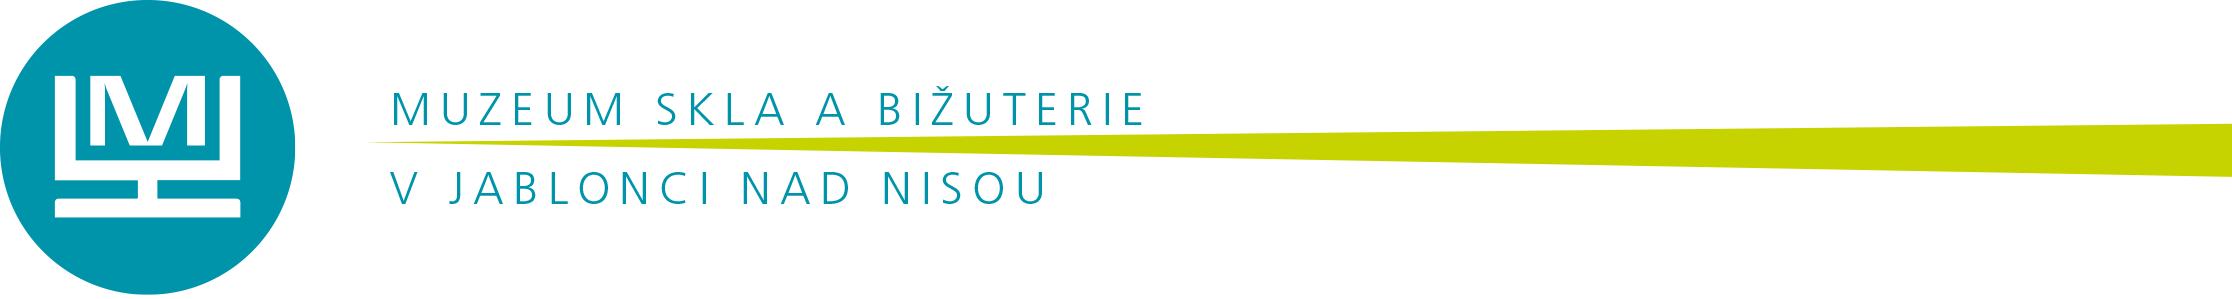 M
MUZEUM SKLA A BIŽUTERIE
V JABLONCI NAD NISOU